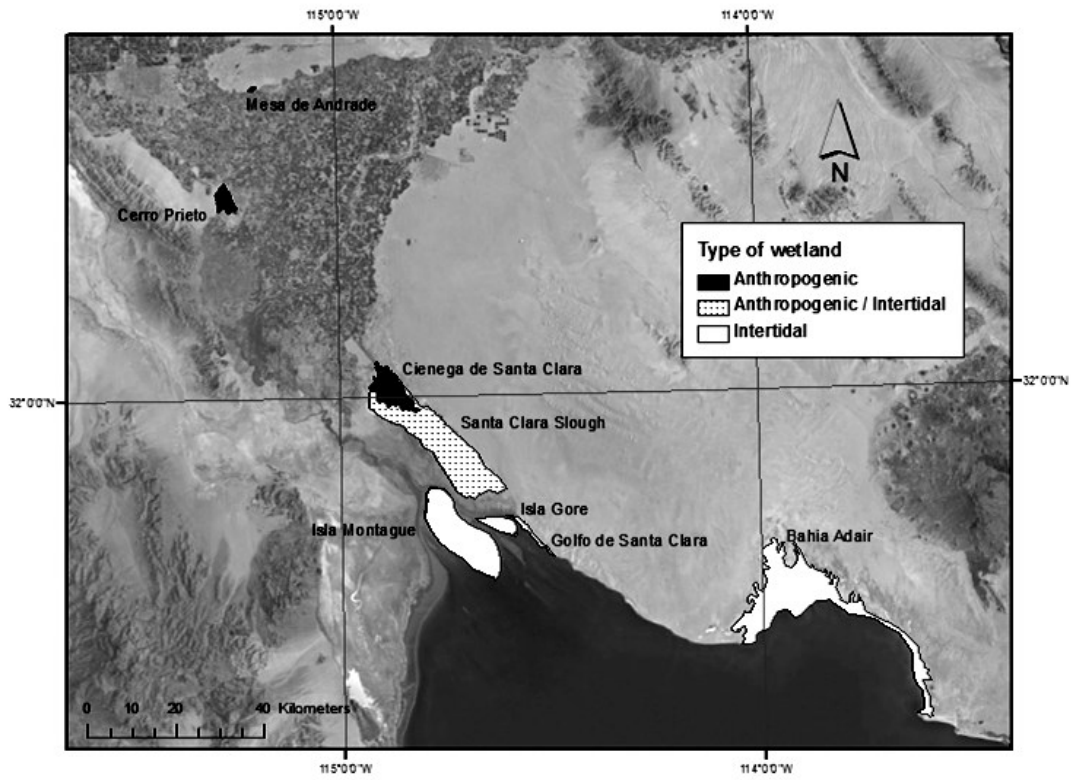 115°0'0"W 114°0'0"W
Mesa de Andrade
N
Cerro Prieto
Type of wetland
Anthropogenic
Anthropogenic / Intertidal
Intertidal
Cienega de Santa Clara
32°0'0"N 32°0'0"N
Santa Clara Slough
Isla Gore
Isla Montague
Golfo de Santa Clara
Bahia Adair
0 20 40 Kilometers
115°0'0"W 114°0'0"W